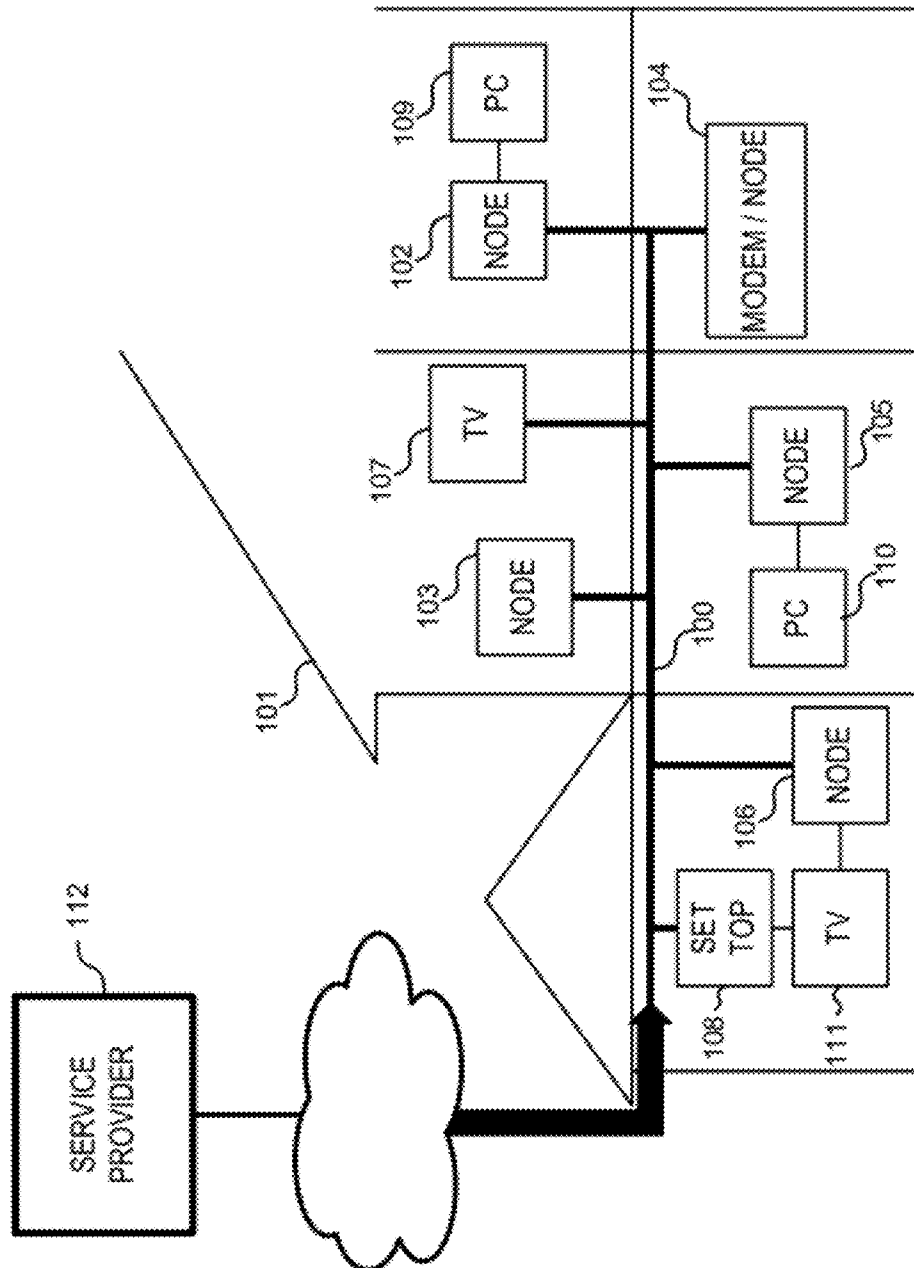 SERVICE
PROVIDER
112
101
103
NODE
107
TV
102
NODE
109
PC
100
SET
TOP
108
TV
111
106
NODE
PC
110
NODE
105
MODEM / NODE
104